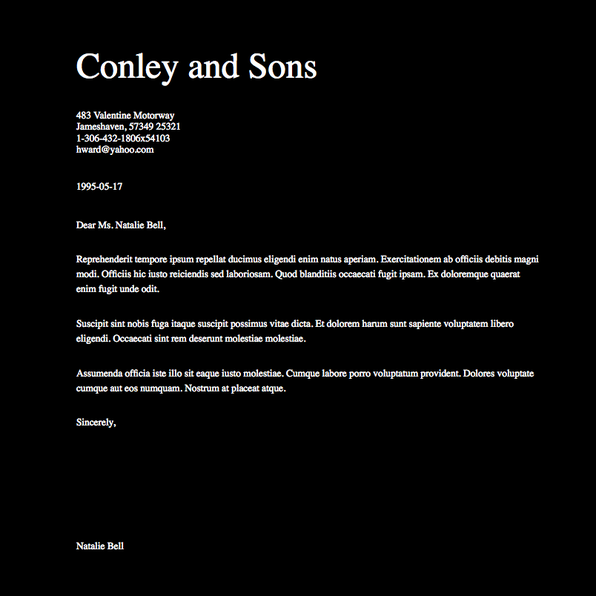 Conley and Sons
483 Valentine Motorway
Jameshaven, 57349 25321
1-306-432-1806x54103
hward@yahoo.com
1995-05-17
Dear Ms. Natalie Bell,
Reprehenderit tempore ipsum repellat ducimus eligendi enim natus aperiam. Exercitationem ab officiis debitis magni
modi. Officiis hic iusto reiciendis sed laboriosam. Quod blanditiis occaecati fugit ipsam. Ex doloremque quaerat
enim fugit unde odit.
Suscipit sint nobis fuga itaque suscipit possimus vitae dicta. Et dolorem harum sunt sapiente voluptatem libero
eligendi. Occaecati sint rem deserunt molestiae molestiae.
Assumenda officia iste illo sit eaque iusto molestiae. Cumque labore porro voluptatum provident. Dolores voluptate
cumque aut eos numquam. Nostrum at placeat atque.
Sincerely,
Natalie Bell